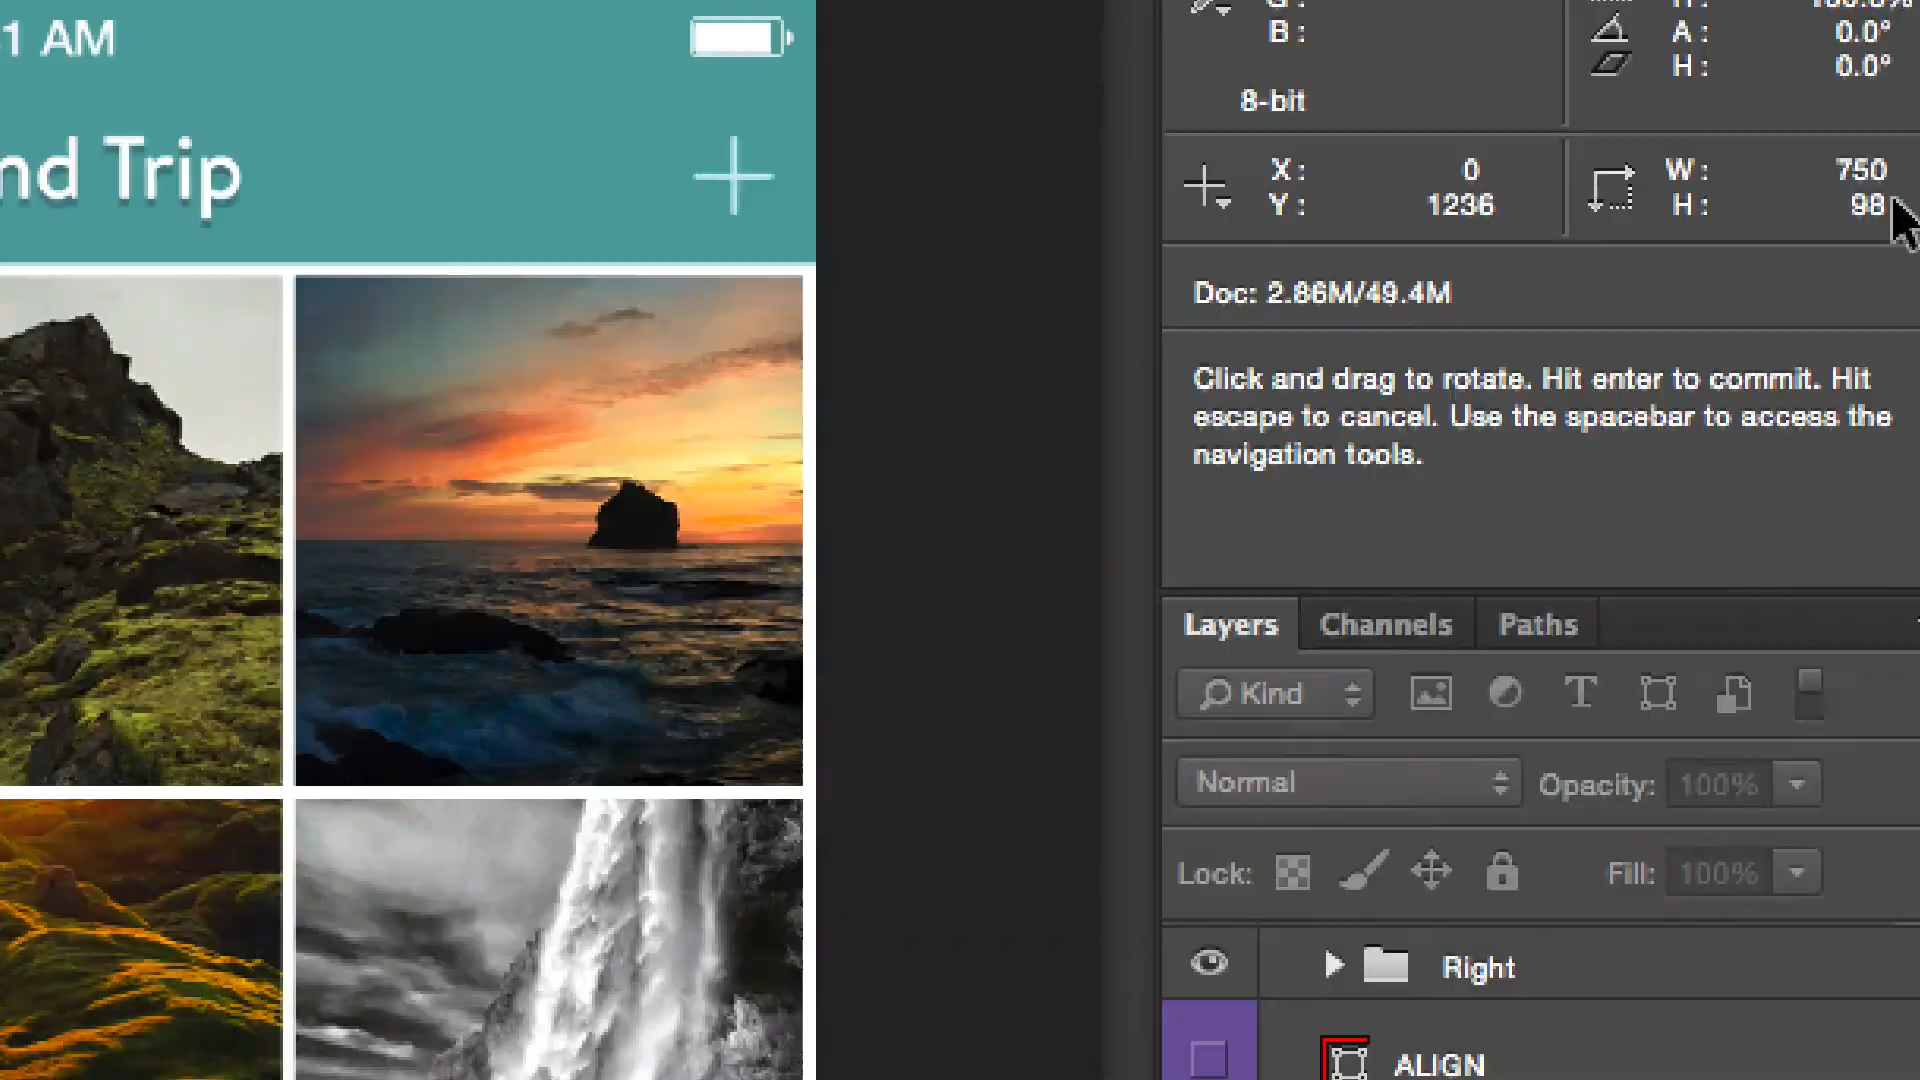 1 AM
nd Trip
B :
A : 0.0°
H : 0.0°
8-bit
X : 0
Y : 1236
W : 750
H : 98
Doc: 2.86M/49.4M
Click and drag to rotate. Hit enter to commit. Hit
escape to cancel. Use the spacebar to access the
navigation tools.
Layers Channels Paths
Kind
Normal Opacity: 100%
Lock: Fill: 100%
Right
ALIGN